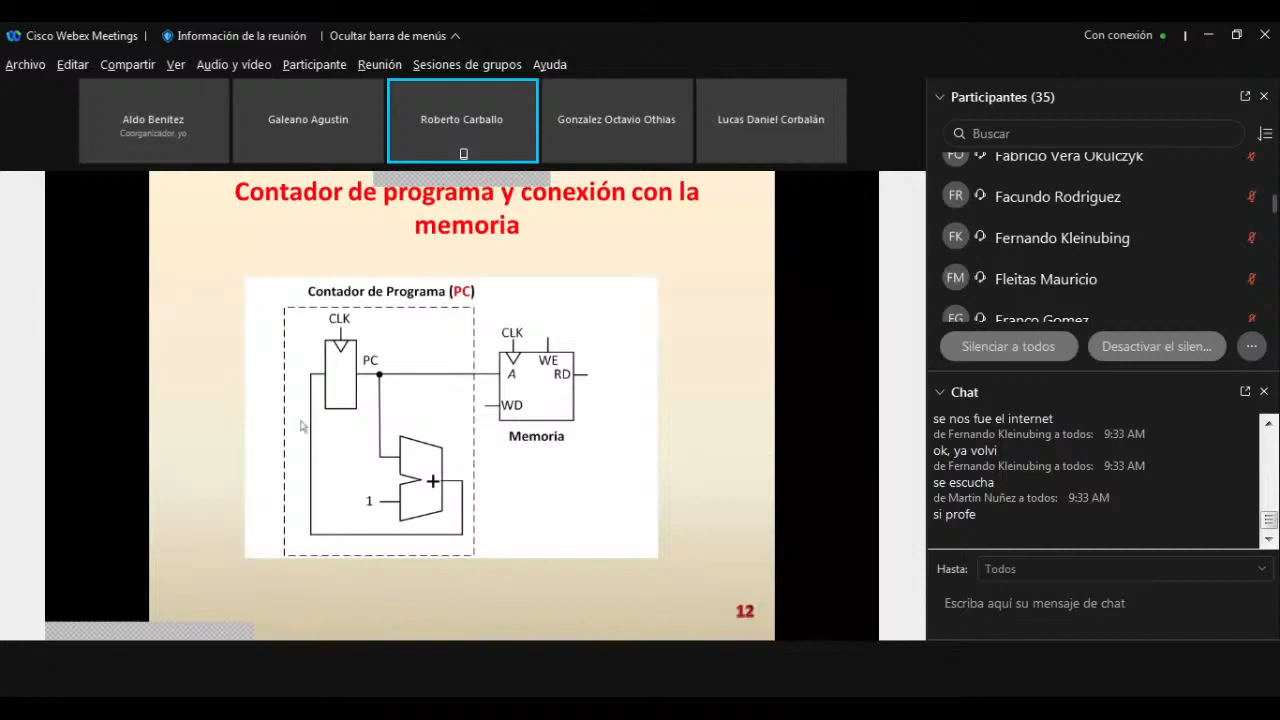 Cisco Webex Meetings
Información de la reunión
Ocultar barra de menús
Con conexión
Archivo Editar Compartir Ver Audio y vídeo Participante Reunión Sesiones de grupos Ayuda
Aldo Benítez
Coorganizador, yo
Galeano Agustin
Roberto Carballo
Gonzalez Octavio Othias
Lucas Daniel Corbalán
Contador de programa y conexión con la
memoria
Contador de Programa (PC)
CLK
PC
1
+
CLK
WE
A
RD
WD
Memoria
12
Participantes (35)
Buscar
FO Fabricio Vera Okulczyk
FR Facundo Rodriguez
FK Fernando Kleinubing
FM Fleitas Mauricio
FG Franco Gomez
Silenciar a todos
Desactivar el silen...
Chat
se nos fue el internet
de Fernando Kleinubing a todos: 9:33 AM
ok, ya volvi
de Fernando Kleinubing a todos: 9:33 AM
se escucha
de Martin Nuñez a todos: 9:33 AM
si profe
Hasta: Todos
Escriba aquí su mensaje de chat